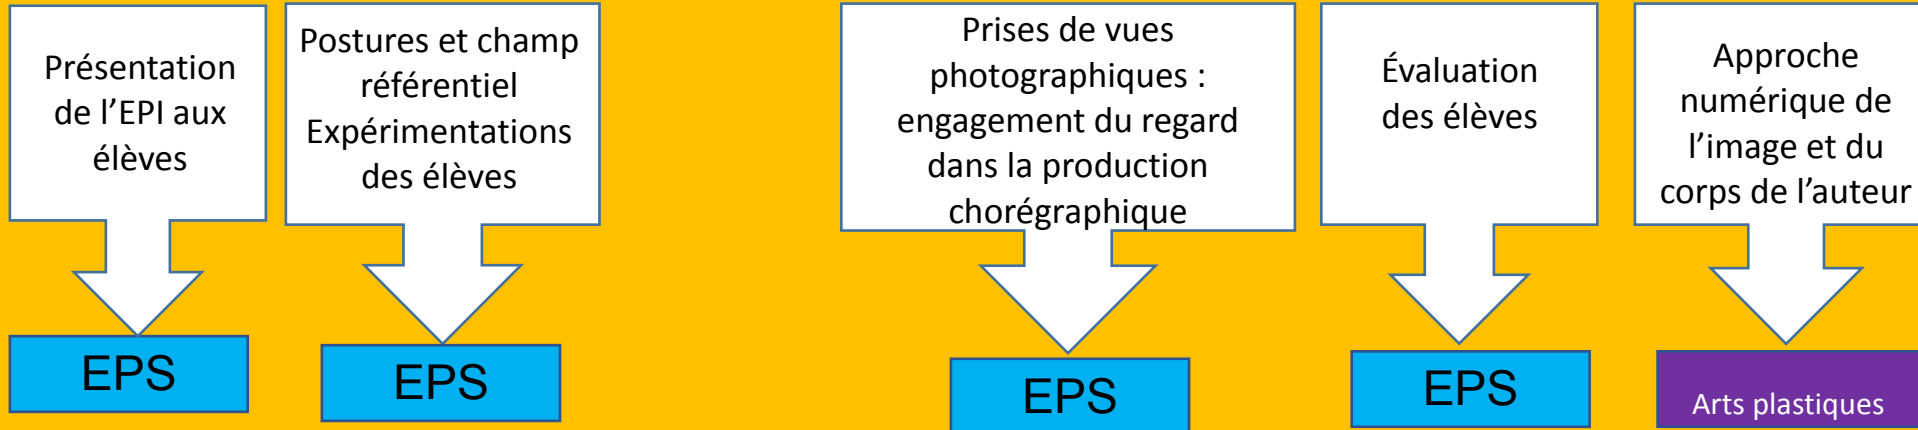 Présentation
de l’EPI aux
élèves
Postures et champ
référentiel
Expérimentations
des élèves
Prises de vues
photographiques :
engagement du regard
dans la production
chorégraphique
Évaluation
des élèves
Approche
numérique de
l’image et du
corps de l’auteur
EPS
EPS
EPS
EPS
Arts plastiques